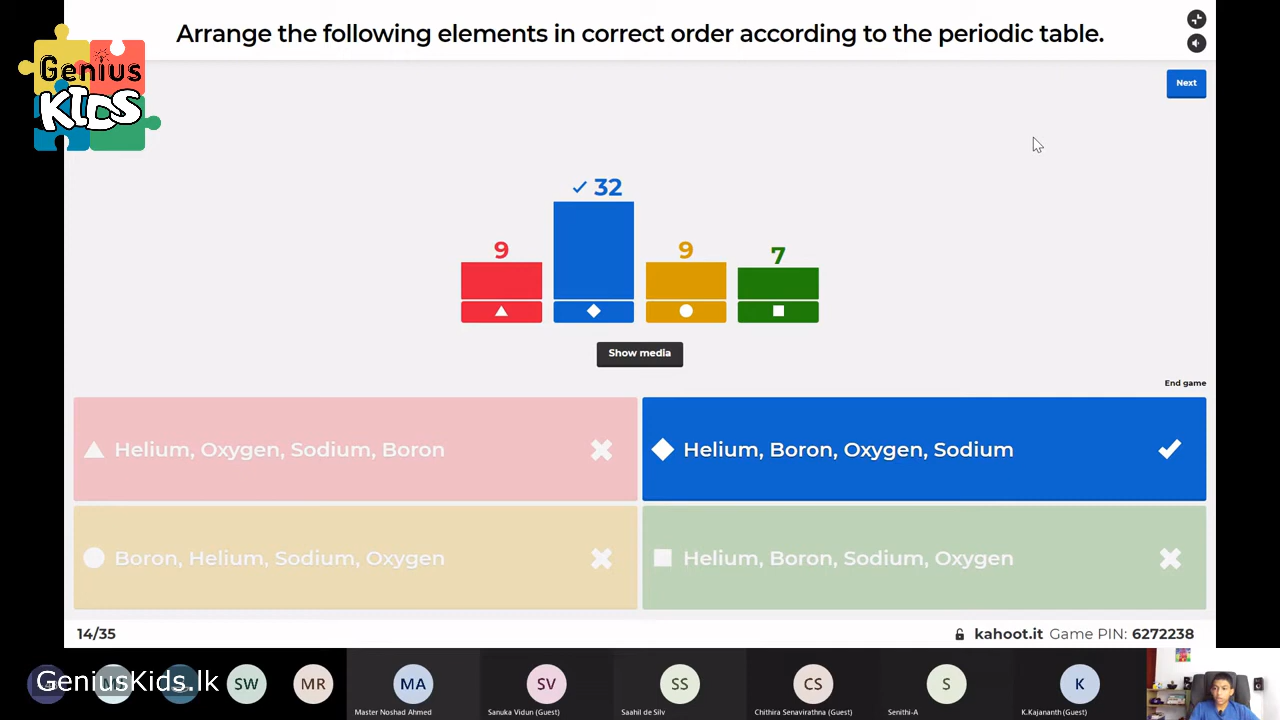 Arrange the following elements in correct order according to the periodic table.
Genius
KIDS
Next
32
9
9
7
Show media
End game
Helium, Oxygen, Sodium, Boron
Helium, Boron, Oxygen, Sodium
Boron, Helium, Sodium, Oxygen
Helium, Boron, Sodium, Oxygen
14/35
kahoot.it Game PIN: 6272238
GeniusKids.lk
SW
MR
MA
SV
SS
CS
S
K
Master Noshad Ahmed
Sanuka Vidun (Guest)
Saahil de Silv
Chithira Senavirathna (Guest)
Senithi-A
K.Kajananth (Guest)